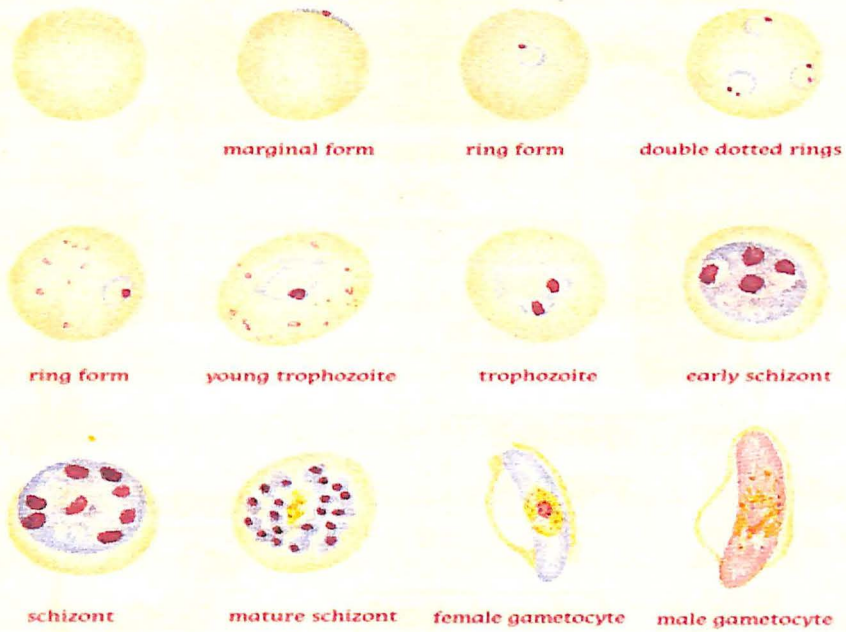 marginal form ring form double dotted rings
ring form young trophozoite trophozoite early schizont
schizont mature schizont female gametocyte male gametocyte